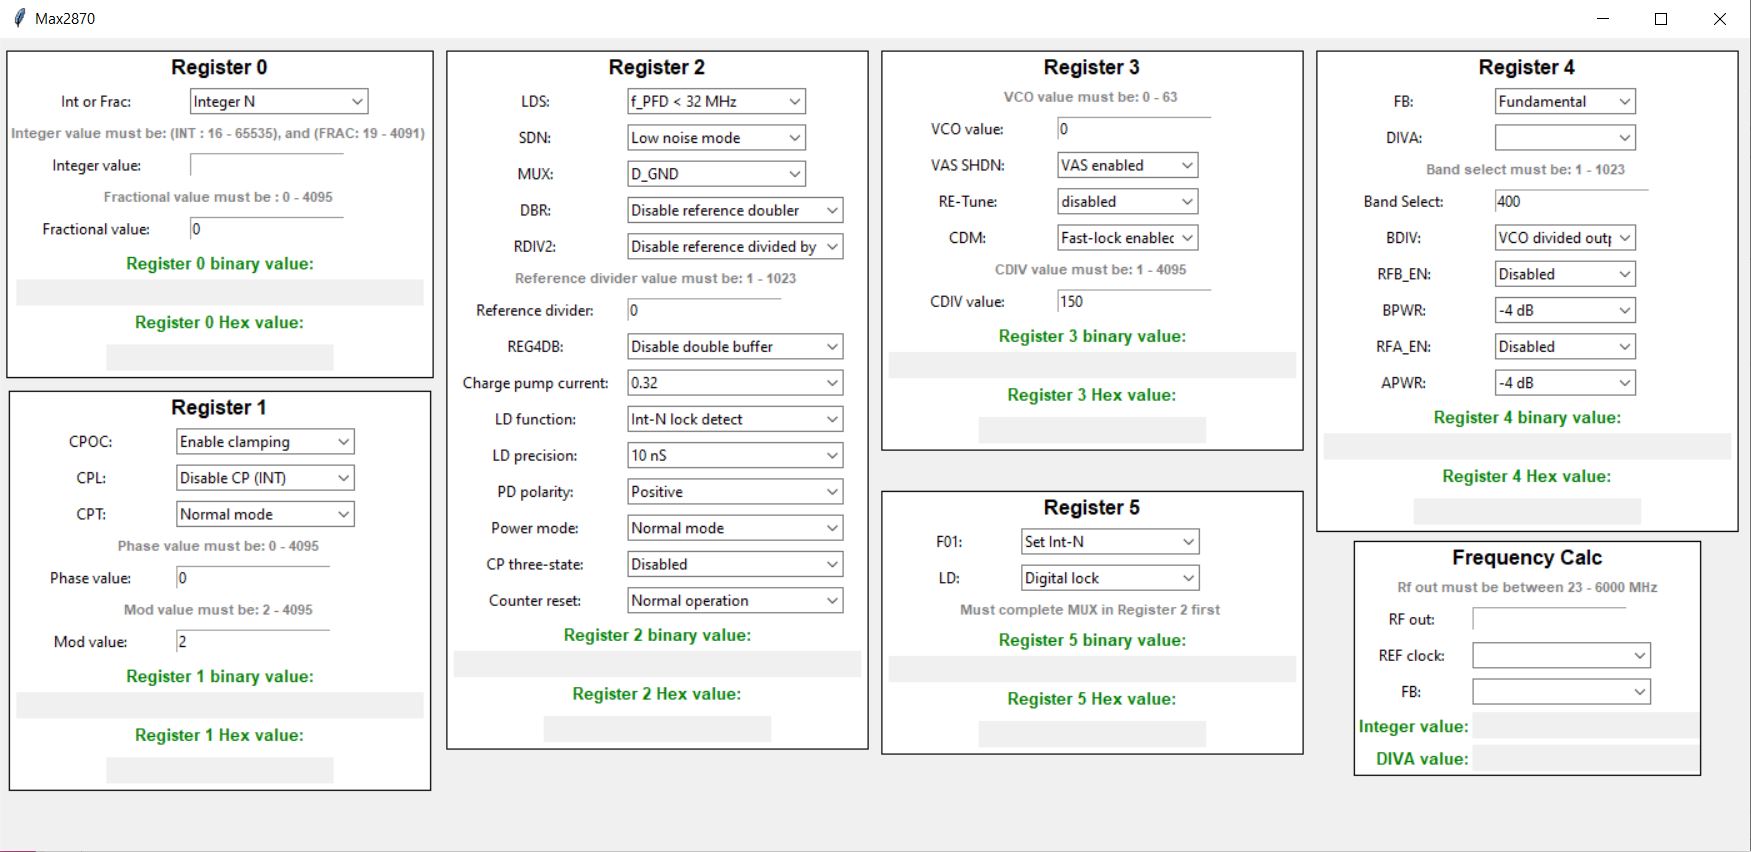 Max2870
Register 0
Int or Frac: Integer N
Integer value must be: (INT : 16 - 65535), and (FRAC: 19 - 4091)
Integer value:
Fractional value must be : 0 - 4095
Fractional value: 0
Register 0 binary value:
Register 0 Hex value:
Register 1
CPOC: Enable clamping
CPL: Disable CP (INT)
CPT: Normal mode
Phase value must be: 0 - 4095
Phase value: 0
Mod value must be: 2 - 4095
Mod value: 2
Register 1 binary value:
Register 1 Hex value:
Register 2
LDS: f_PFD < 32 MHz
SDN: Low noise mode
MUX: D_GND
DBR: Disable reference doubler
RDIV2: Disable reference divided by
Reference divider value must be: 1 - 1023
Reference divider: 0
REG4DB: Disable double buffer
Charge pump current: 0.32
LD function: Int-N lock detect
LD precision: 10 nS
PD polarity: Positive
Power mode: Normal mode
CP three-state: Disabled
Counter reset: Normal operation
Register 2 binary value:
Register 2 Hex value:
Register 3
VCO value must be: 0 - 63
VCO value: 0
VAS SHDN: VAS enabled
RE-Tune: disabled
CDM: Fast-lock enablec
CDIV value must be: 1 - 4095
CDIV value: 150
Register 3 binary value:
Register 3 Hex value:
Register 5
F01: Set Int-N
LD: Digital lock
Must complete MUX in Register 2 first
Register 5 binary value:
Register 5 Hex value:
Register 4
FB: Fundamental
DIVA:
Band select must be: 1 - 1023
Band Select: 400
BDIV: VCO divided outp
RFB_EN: Disabled
BPWR: -4 dB
RFA_EN: Disabled
APWR: -4 dB
Register 4 binary value:
Register 4 Hex value:
Frequency Calc
Rf out must be between 23 - 6000 MHz
RF out:
REF clock:
FB:
Integer value:
DIVA value: